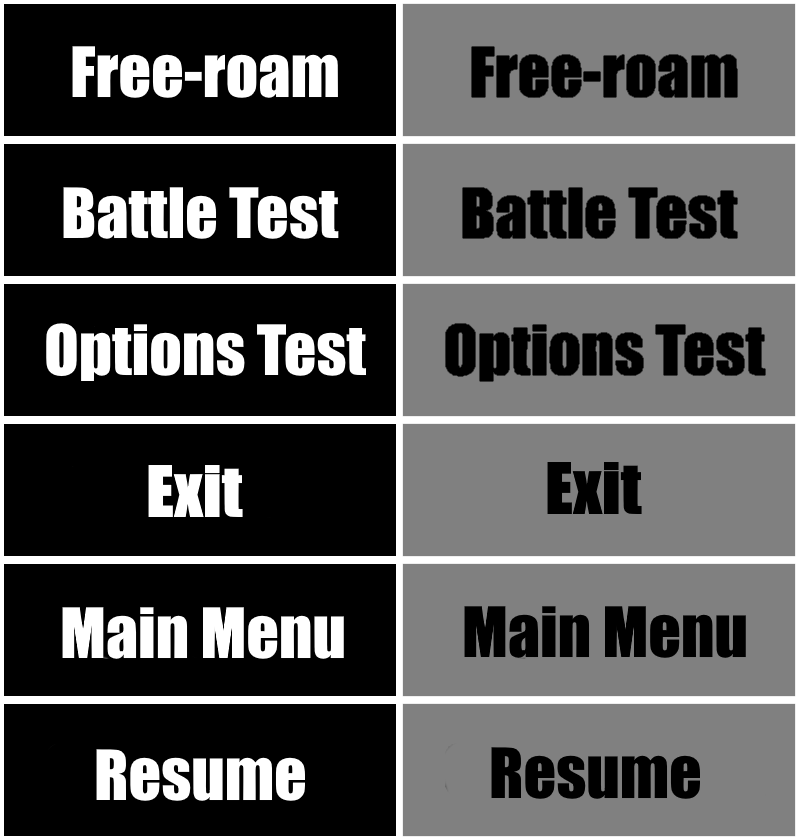 Free-roam Free-roam
Battle Test Battle Test
Options Test Options Test
Exit Exit
Main Menu Main Menu
Resume Resume